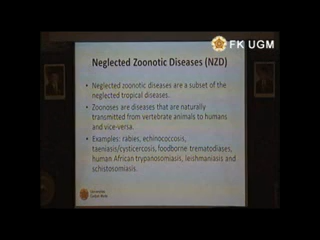 FK UGM
Neglected Zoonotic Diseases (NZD)
• Neglected zoonotic diseases are a subset of the
neglected tropical diseases.
• Zoonoses are diseases that are naturally
transmitted from vertebrate animals to humans
and vice-versa.
• Examples: rabies, echinococcosis,
taeniasis/cysticercosis, foodborne trematodiases,
human African trypanosomiasis, leishmaniasis and
schistosomiasis.